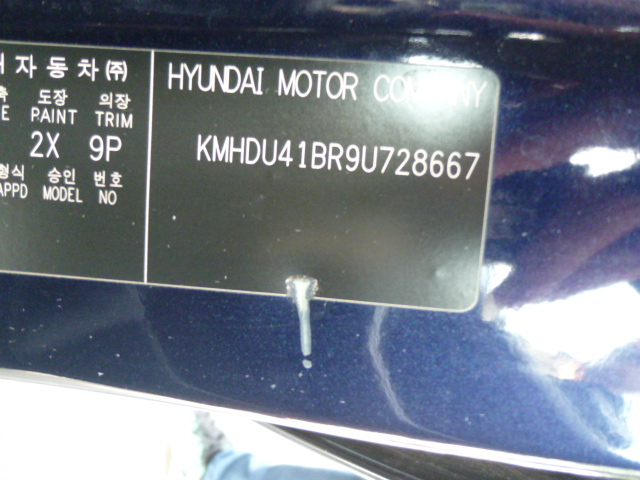 자동차(주)
HYUNDAI MOTOR COMPANY
도장 의장
PAINT TRIM
2X 9P
KMHDU41BR9U728667
형식 승인 번호
APPD MODEL NO